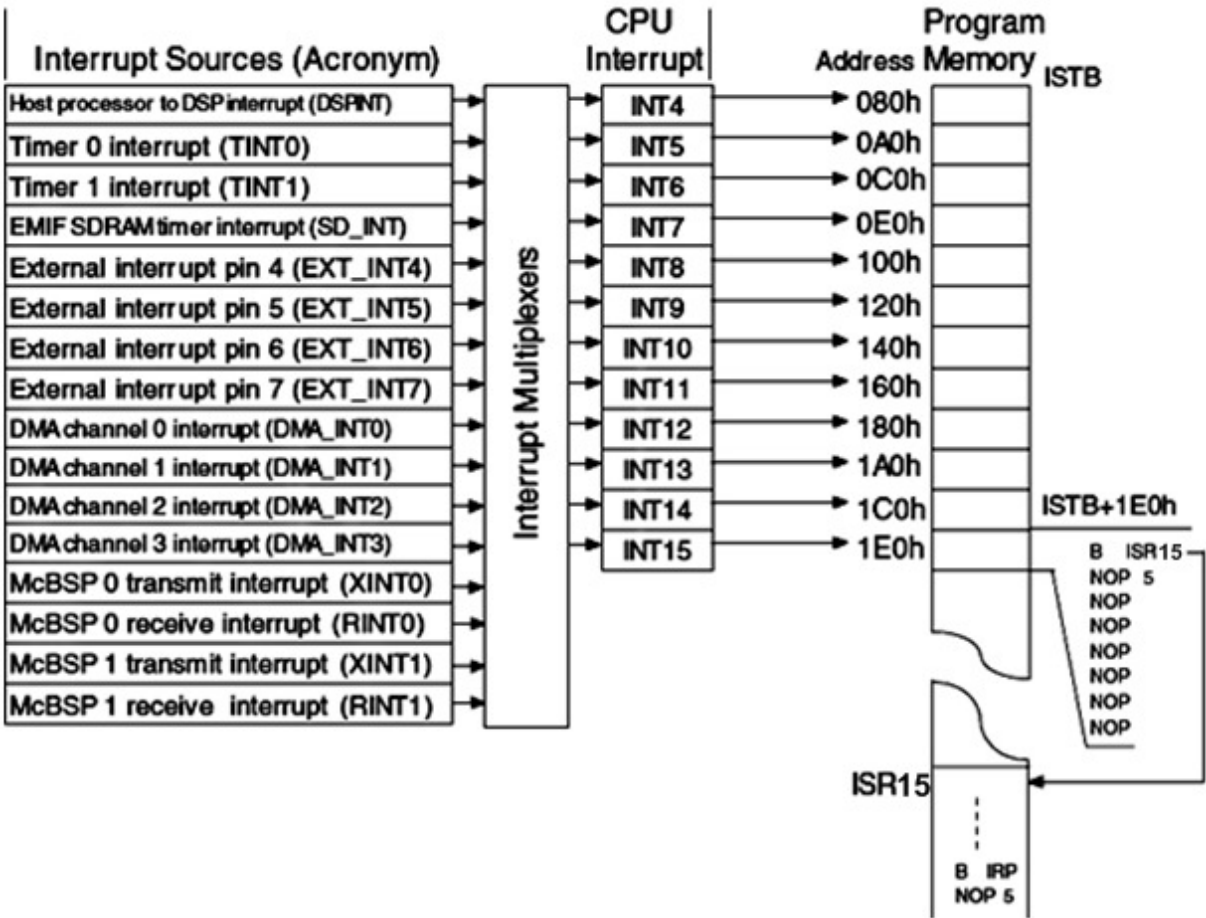 Interrupt Sources (Acronym)
Host processor to DSP interrupt (DSPINT)
Timer 0 interrupt (TINT0)
Timer 1 interrupt (TINT1)
EMIF SDRAM timer interrupt (SD_INT)
External interrupt pin 4 (EXT_INT4)
External interrupt pin 5 (EXT_INT5)
External interrupt pin 6 (EXT_INT6)
External interrupt pin 7 (EXT_INT7)
DMA channel 0 interrupt (DMA_INT0)
DMA channel 1 interrupt (DMA_INT1)
DMA channel 2 interrupt (DMA_INT2)
DMA channel 3 interrupt (DMA_INT3)
McBSP 0 transmit interrupt (XINT0)
McBSP 0 receive interrupt (RINT0)
McBSP 1 transmit interrupt (XINT1)
McBSP 1 receive interrupt (RINT1)
Interrupt Multiplexers
CPU
Interrupt
INT4
INT5
INT6
INT7
INT8
INT9
INT10
INT11
INT12
INT13
INT14
INT15
Address
080h
0A0h
0C0h
0E0h
100h
120h
140h
160h
180h
1A0h
1C0h
1E0h
Program
Memory
ISTB
ISTB+1E0h
B ISR15
NOP 5
NOP
NOP
NOP
NOP
NOP
NOP
ISR15
B IRP
NOP 5